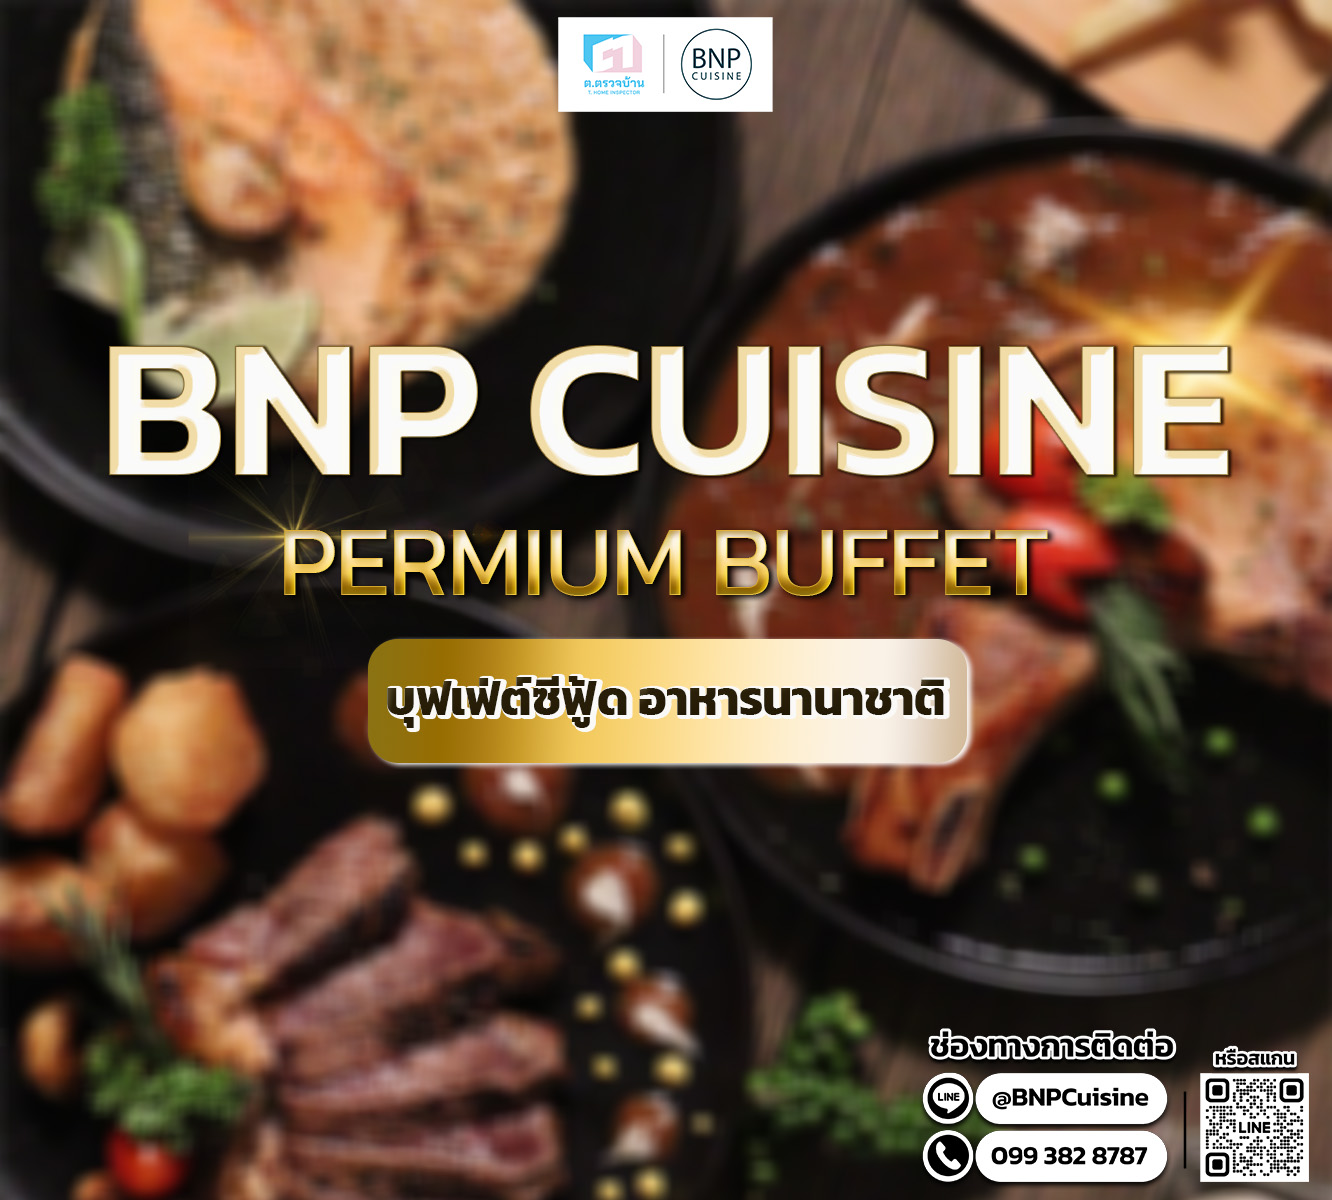 ต.ตรวจบ้าน
T. HOME INSPECTOR
BNP
CUISINE
BNP CUISINE
PERMIUM BUFFET
บุฟเฟ่ต์ซีฟู้ด อาหารนานาชาติ
ช่องทางการติดต่อ
LINE @BNPCuisine
099 382 8787
หรือสแกน
LINE